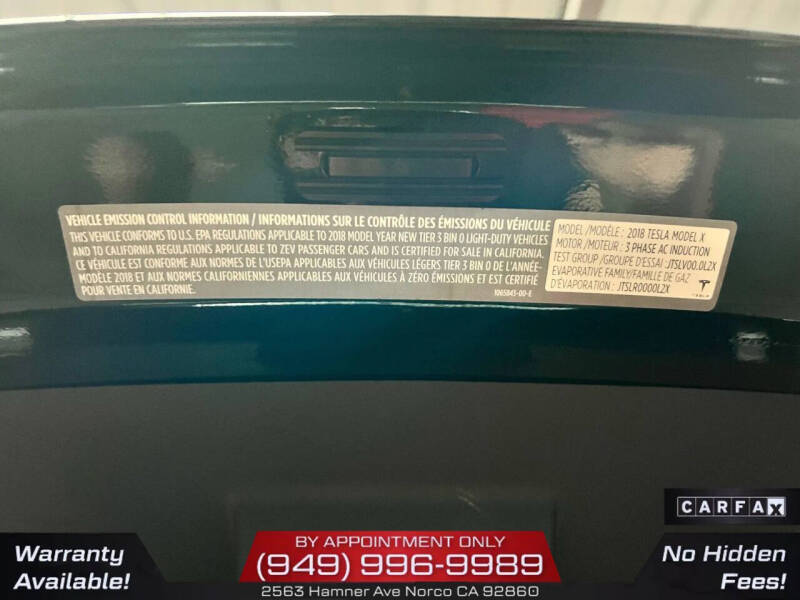 VEHICLE EMISSION CONTROL INFORMATION / INFORMATIONS SUR LE CONTRÔLE DES ÉMISSIONS DU VÉHICULE
THIS VEHICLE CONFORMS TO U.S. EPA REGULATIONS APPLICABLE TO 2018 MODEL YEAR NEW TIER 3 BIN 0 LIGHT-DUTY VEHICLES
AND TO CALIFORNIA REGULATIONS APPLICABLE TO ZEV PASSENGER CARS AND IS CERTIFIED FOR SALE IN CALIFORNIA.
CE VÉHICULE EST CONFORME AUX NORMES DE L'USEPA APPLICABLES AUX VÉHICULES LÉGERS TIER 3 BIN 0 DE L'ANNÉE-
MODÈLE 2018 ET AUX NORMES CALIFORNIENNES APPLICABLES AUX VÉHICULES À ZÉRO ÉMISSIONS ET EST CERTIFIÉ
POUR VENTE EN CALIFORNIE.
1065843-00-E
MODEL/MODÈLE : 2018 TESLA MODEL X
MOTOR/MOTEUR : 3 PHASE AC INDUCTION
TEST GROUP /GROUPE D'ESSAI :JTSLV00.0L2X
EVAPORATIVE FAMILY/FAMILLE DE GAZ
D'ÉVAPORATION : JTSLR0000L2X
TESLA
CARFAX
Warranty
Available!
BY APPOINTMENT ONLY
(949) 996-9989
2563 Hamner Ave Norco CA 92860
No Hidden
Fees!